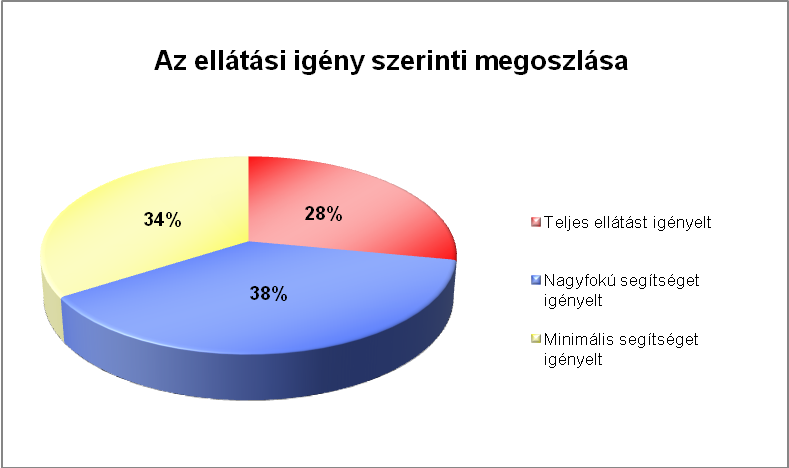 Az ellátási igény szerinti megoszlása
34%
28%
38%
Teljes ellátást igényelt
Nagyfokú segítséget
igényelt
Minimális segítséget
igényelt